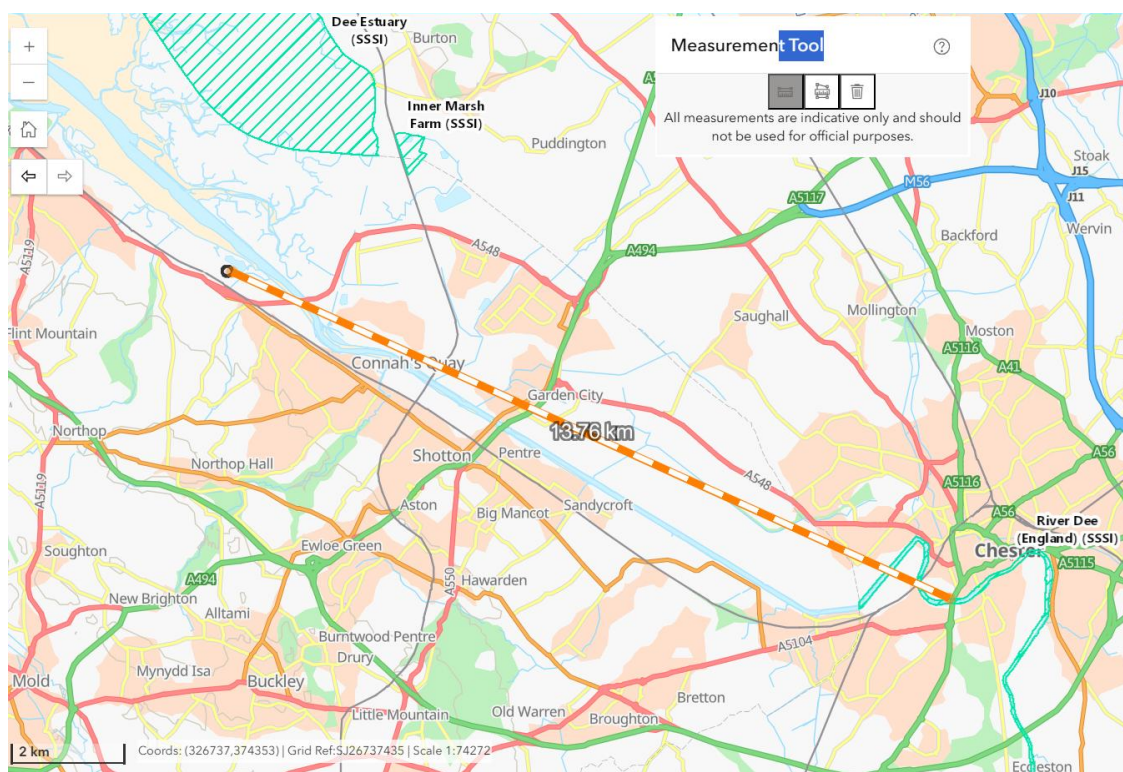 Dee Estuary
(SSSI)
Burton
Measurement Tool
All measurements are indicative only and should
not be used for official purposes.
Inner Marsh
Farm (SSSI)
Puddington
J10
Stoak
J15
J11
M56
A5117
Wervin
Backford
A494
A548
A5119
Flint Mountain
Saughall
Mollington
Moston
A5116
A41
Connah's Quay
Garden City
13.76 km
Northop
Northop Hall
Shotton
Pentre
A56
A548
A5116
A5119
Aston
Sandycroft
Big Mancot
A56
River Dee
(England) (SSSI)
Chester
A5115
Soughton
Ewloe Green
A494
A550
Hawarden
New Brighton
Alltami
Burntwood Pentre
Drury
A5104
Mynydd Isa
Mold
Buckley
Bretton
Little Mountain
Old Warren
Broughton
2 km
Coords: (326737,374353) | Grid Ref:SJ26737435 | Scale 1:74272
Eccleston